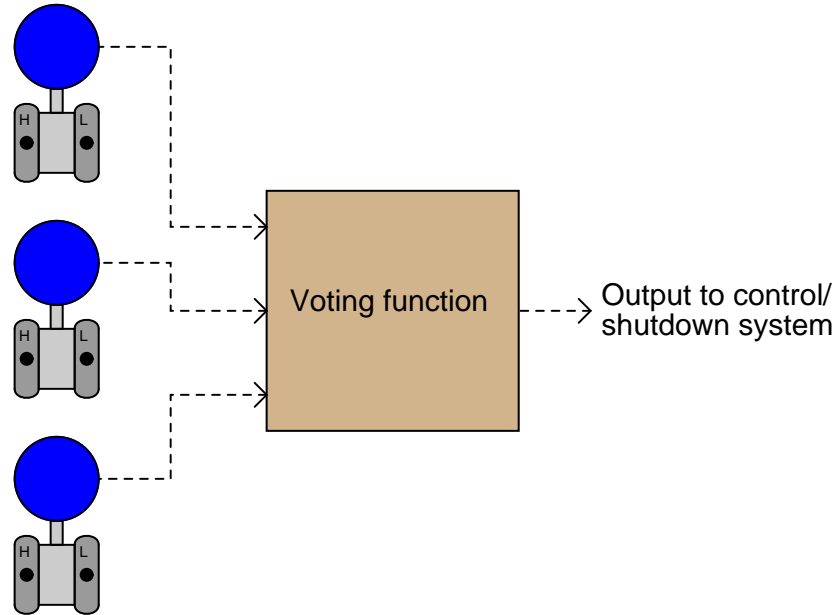 H L
H L
H L
Voting function
Output to control/
shutdown system